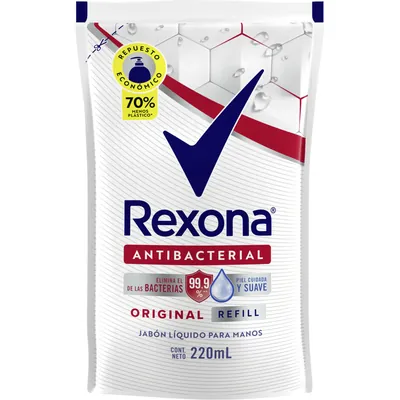 REPUESTO
ECONÓMICO
70%
MENOS
PLÁSTICO*
Rexona®
ANTIBACTERIAL
ELIMINA EL
DE LAS BACTERIAS
99.9
%
PIEL CUIDADA
Y SUAVE
ORIGINAL REFILL
JABÓN LÍQUIDO PARA MANOS
CONT.
NETO 220mL